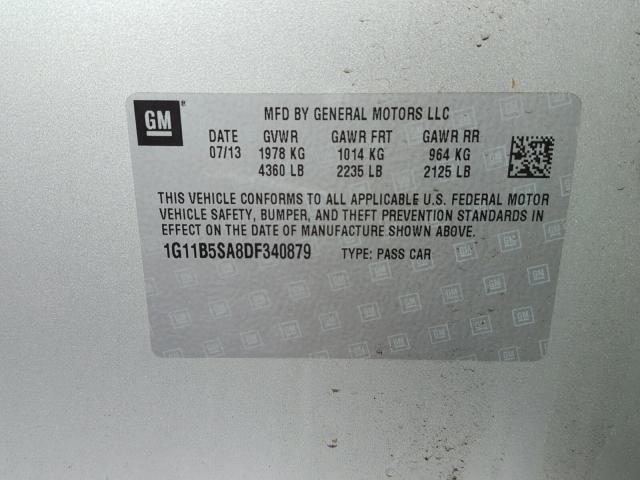 GM
MFD BY GENERAL MOTORS LLC
DATE GVWR GAWR FRT GAWR RR
07/13 1978 KG 1014 KG 964 KG
4360 LB 2235 LB 2125 LB
THIS VEHICLE CONFORMS TO ALL APPLICABLE U.S. FEDERAL MOTOR
VEHICLE SAFETY, BUMPER, AND THEFT PREVENTION STANDARDS IN
EFFECT ON THE DATE OF MANUFACTURE SHOWN ABOVE.
1G11B5SA8DF340879 TYPE: PASS CAR